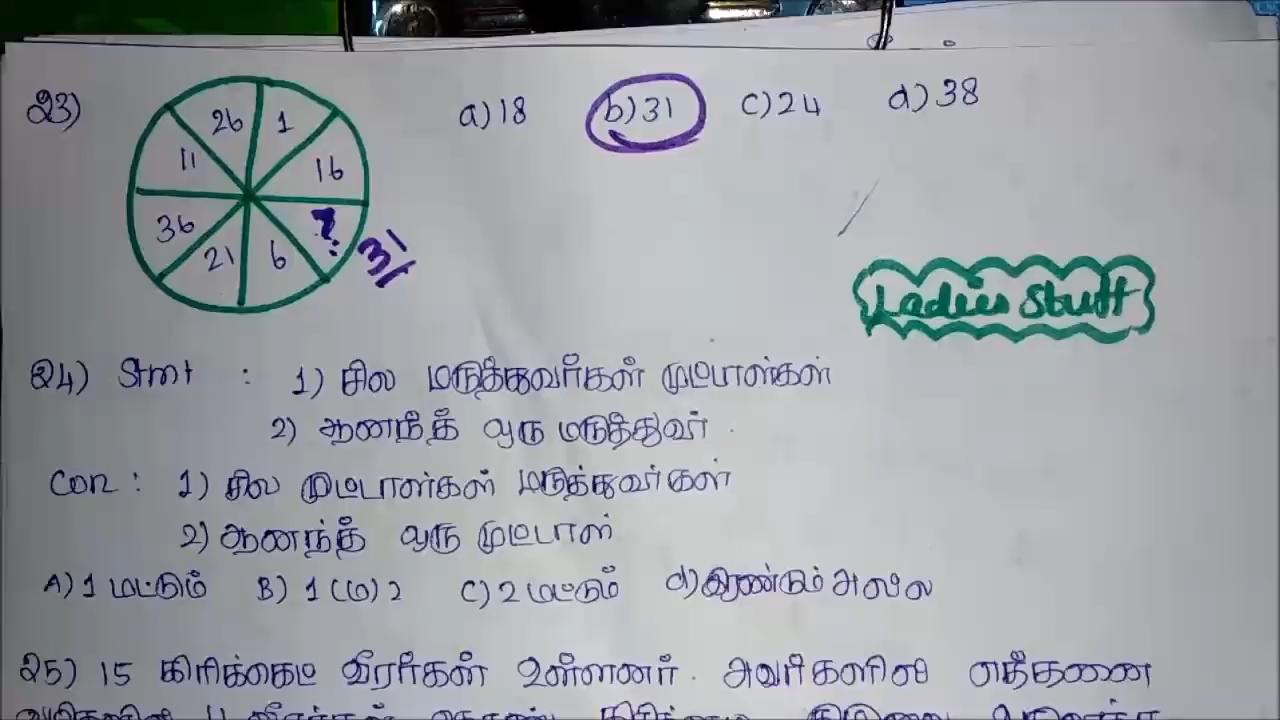 23) a) 18 b) 31 c) 24 d) 38
26 1
11 16
36 ?
21 6
31
Ladies Stuff
24) Stmt : 1) சில மருத்துவர்கள் முட்டாள்கள்
2) ஆனந்த் ஒரு மருத்துவர்.
Con : 1) சில முட்டாள்கள் மருத்துவர்கள்
2) ஆனந்த் ஒரு முட்டாள்
A) 1 மட்டும் B) 1 (ம) 2 C) 2 மட்டும் d) இரண்டும் அல்ல
25) 15 கிரிக்கெட் வீரர்கள் உள்ளனர். அவர்களில் எத்தனை